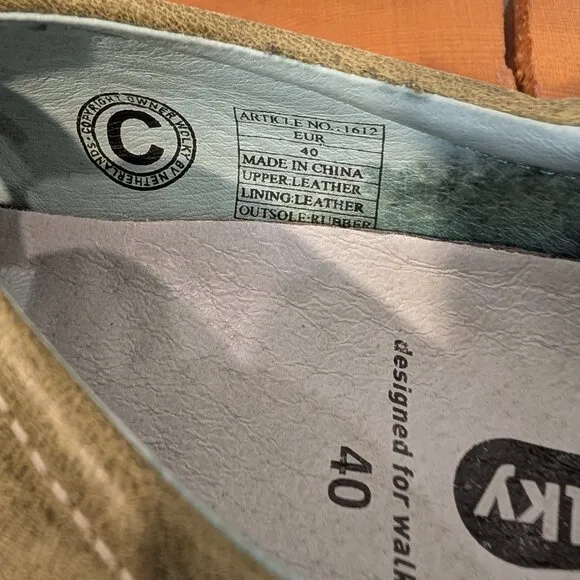 COPYRIGHT OWNER WOLKY BV NETHERLANDS
C
ARTICLE NO.:1612
EUR
40
MADE IN CHINA
UPPER:LEATHER
LINING:LEATHER
OUTSOLE:RUBBER
designed for walk
40
lky